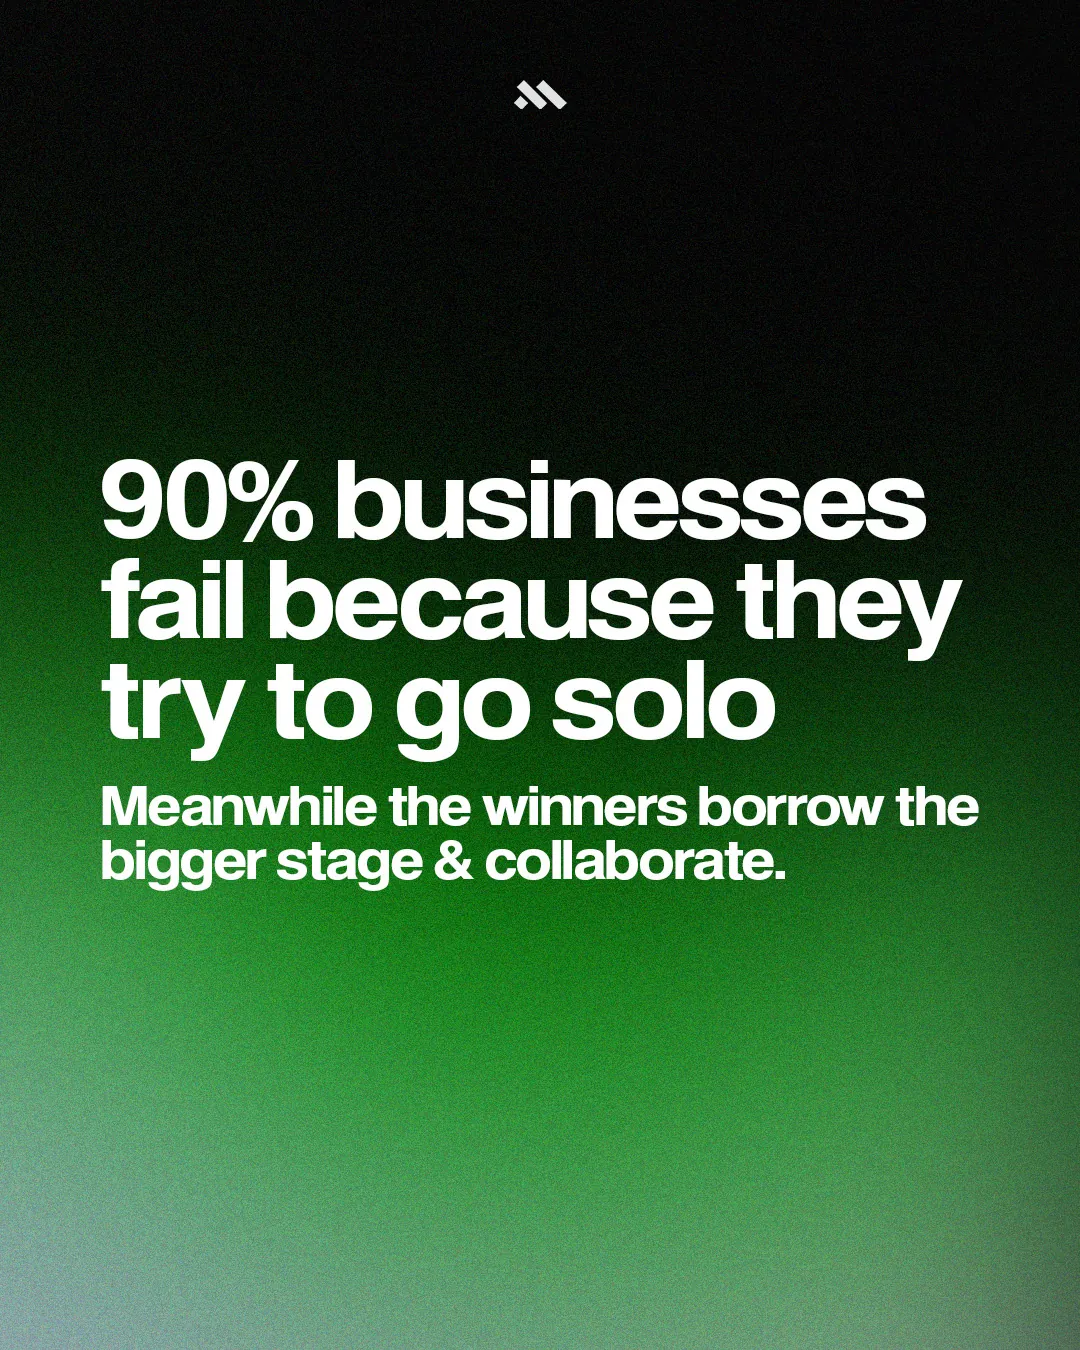 90% businesses
fail because they
try to go solo
Meanwhile the winners borrow the
bigger stage & collaborate.